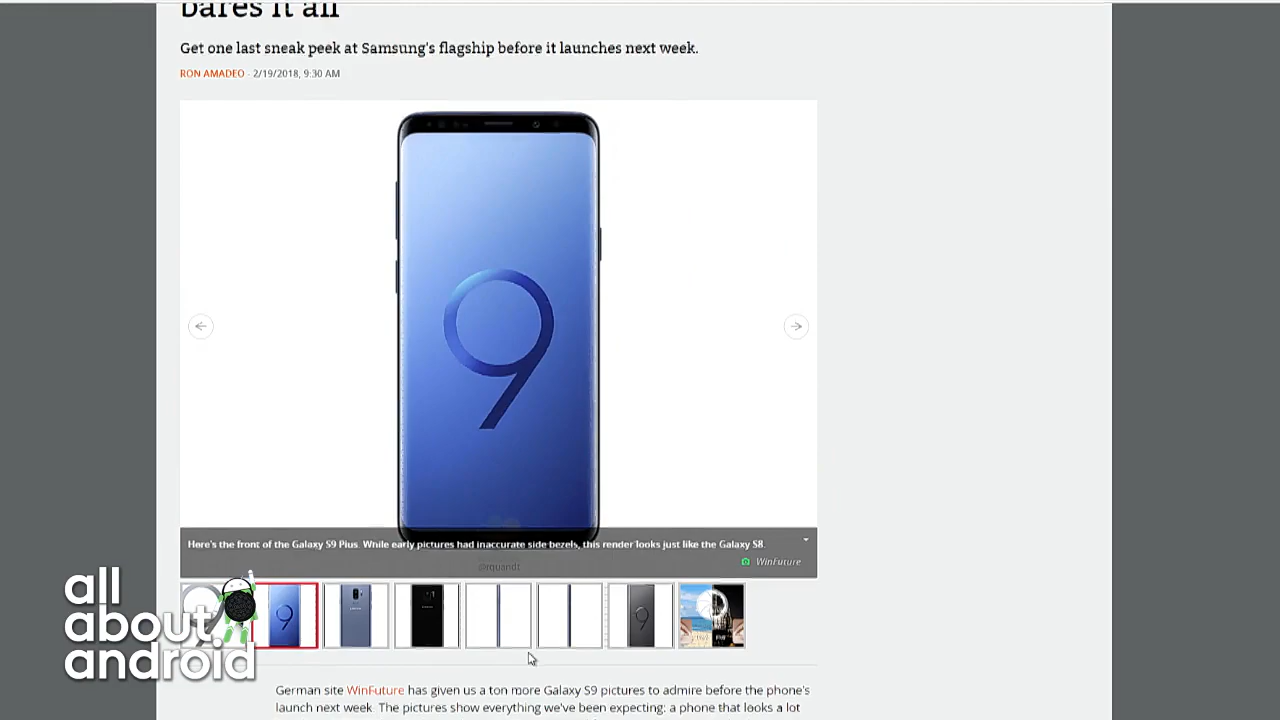 bares it all
Get one last sneak peek at Samsung's flagship before it launches next week.
RON AMADEO - 2/19/2018, 9:30 AM
9
Here's the front of the Galaxy S9 Plus. While early pictures had inaccurate side bezels, this render looks just like the Galaxy S8.
WinFuture
@rquandt
all
about
android
German site WinFuture has given us a ton more Galaxy S9 pictures to admire before the phone's
launch next week. The pictures show everything we've been expecting: a phone that looks a lot